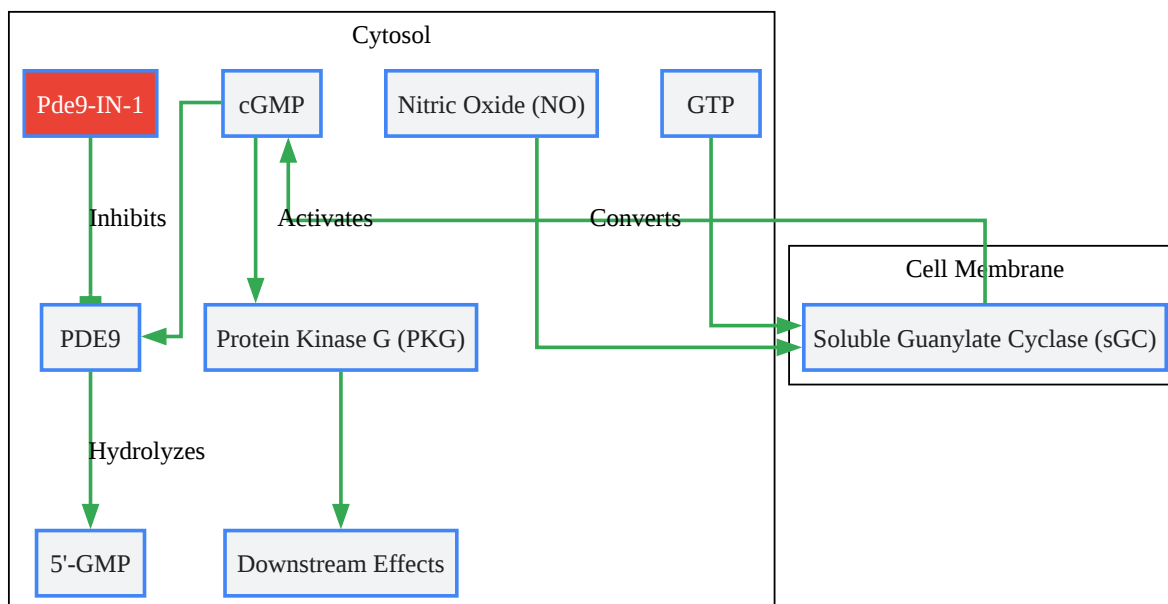 Cytosol
Pde9-IN-1
cGMP
Nitric Oxide (NO)
GTP
Inhibits
Activates
Converts
Cell Membrane
PDE9
Protein Kinase G (PKG)
Soluble Guanylate Cyclase (sGC)
Hydrolyzes
5'-GMP
Downstream Effects